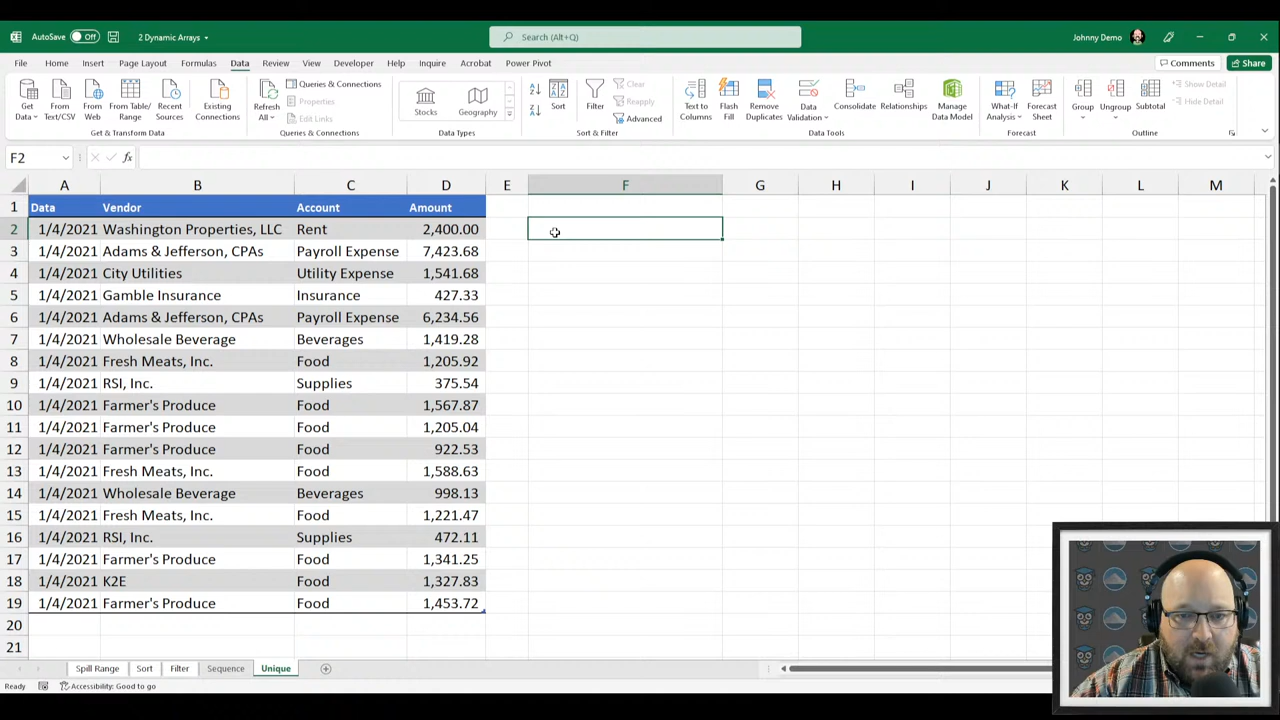 AutoSave Off 2 Dynamic Arrays Search (Alt+Q) Johnny Demo
File Home Insert Page Layout Formulas Data Review View Developer Help Inquire Acrobat Power Pivot Comments Share
Get Data
From Text/CSV
From Web
From Table/ Range
Recent Sources
Existing Connections
Get & Transform Data
Refresh All
Queries & Connections
Properties
Edit Links
Queries & Connections
Stocks
Geography
Data Types
Sort
Filter
Clear
Reapply
Advanced
Sort & Filter
Text to Columns
Flash Fill
Remove Duplicates
Data Validation
Consolidate
Relationships
Manage Data Model
Data Tools
What-If Analysis
Forecast Sheet
Forecast
Group
Ungroup
Subtotal
Show Detail
Hide Detail
Outline
F2 fx
A B C D E F G H I J K L M
1 Data Vendor Account Amount
2 1/4/2021 Washington Properties, LLC Rent 2,400.00
3 1/4/2021 Adams & Jefferson, CPAs Payroll Expense 7,423.68
4 1/4/2021 City Utilities Utility Expense 1,541.68
5 1/4/2021 Gamble Insurance Insurance 427.33
6 1/4/2021 Adams & Jefferson, CPAs Payroll Expense 6,234.56
7 1/4/2021 Wholesale Beverage Beverages 1,419.28
8 1/4/2021 Fresh Meats, Inc. Food 1,205.92
9 1/4/2021 RSI, Inc. Supplies 375.54
10 1/4/2021 Farmer's Produce Food 1,567.87
11 1/4/2021 Farmer's Produce Food 1,205.04
12 1/4/2021 Farmer's Produce Food 922.53
13 1/4/2021 Fresh Meats, Inc. Food 1,588.63
14 1/4/2021 Wholesale Beverage Beverages 998.13
15 1/4/2021 Fresh Meats, Inc. Food 1,221.47
16 1/4/2021 RSI, Inc. Supplies 472.11
17 1/4/2021 Farmer's Produce Food 1,341.25
18 1/4/2021 K2E Food 1,327.83
19 1/4/2021 Farmer's Produce Food 1,453.72
20
21
Spill Range Sort Filter Sequence Unique
Ready Accessibility: Good to go